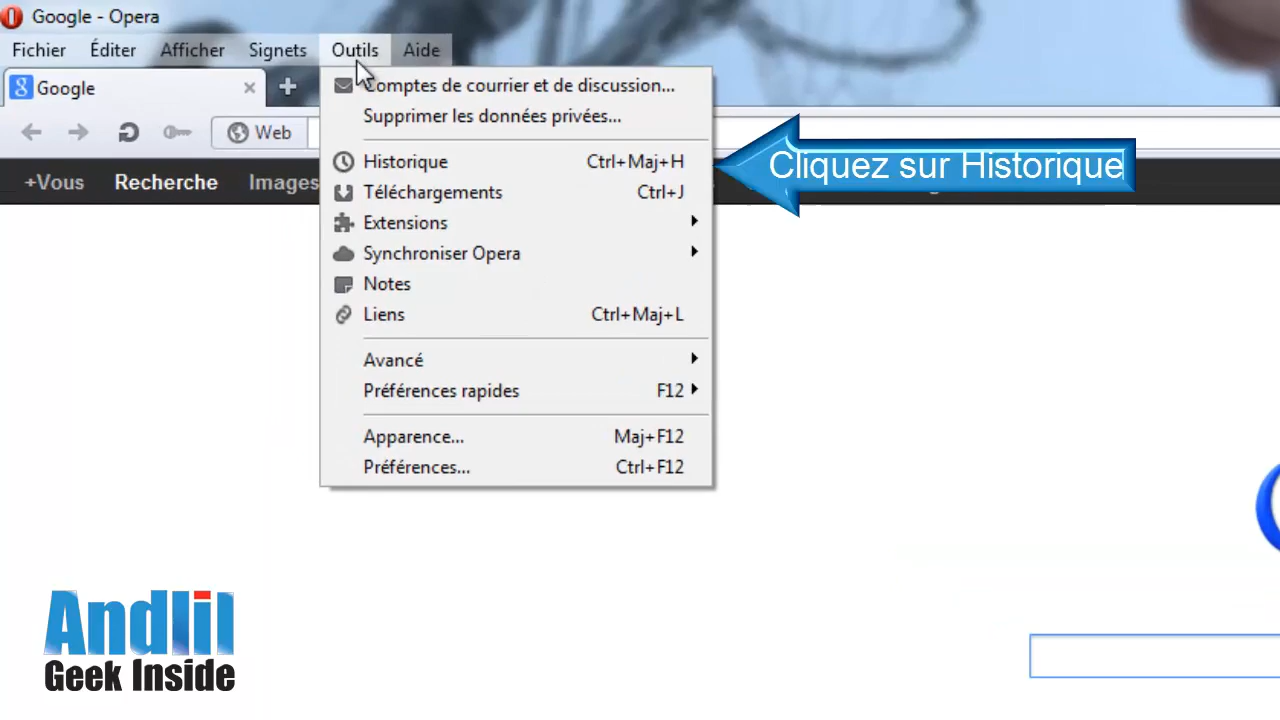 Google - Opera
Fichier Éditer Afficher Signets Outils Aide
Google
Comptes de courrier et de discussion...
Supprimer les données privées...
Web
Historique Ctrl+Maj+H
Cliquez sur Historique
+Vous Recherche Images
Téléchargements Ctrl+J
Extensions
Synchroniser Opera
Notes
Liens Ctrl+Maj+L
Avancé
Préférences rapides F12
Apparence... Maj+F12
Préférences... Ctrl+F12
Andlil
Geek Inside